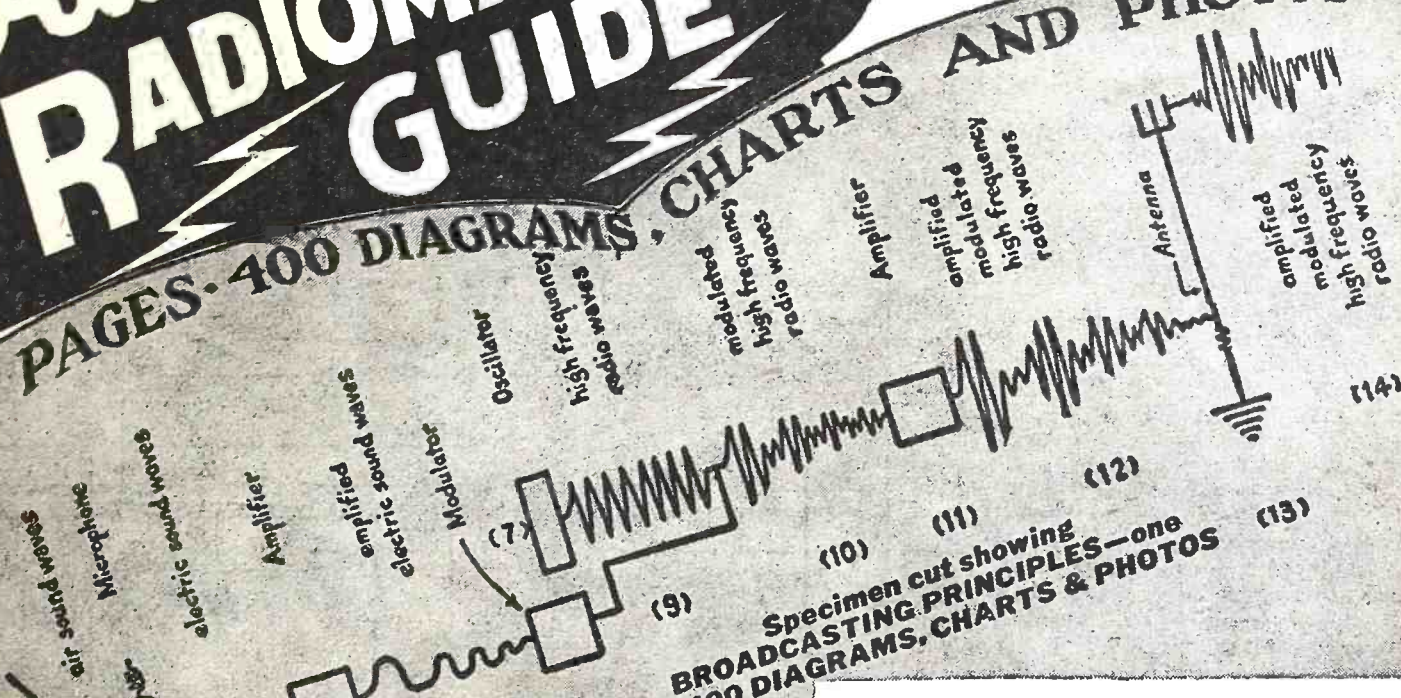 RADIOM
GUIDE
PAGES·400 DIAGRAMS, CHARTS AND
air sound waves
Microphone
electric sound waves
Amplifier
amplified
electric sound waves
Modulator
Oscillator
high frequency
radio waves
modulated
high frequency
radio waves
Amplifier
amplified
modulated
high frequency
radio waves
Antenna
amplified
modulated
high frequency
radio waves
(7)
(9)
(10)
(11)
(12)
(13)
(14)
Specimen cut showing
BROADCASTING PRINCIPLES—one
400 DIAGRAMS, CHARTS & PHOTOS